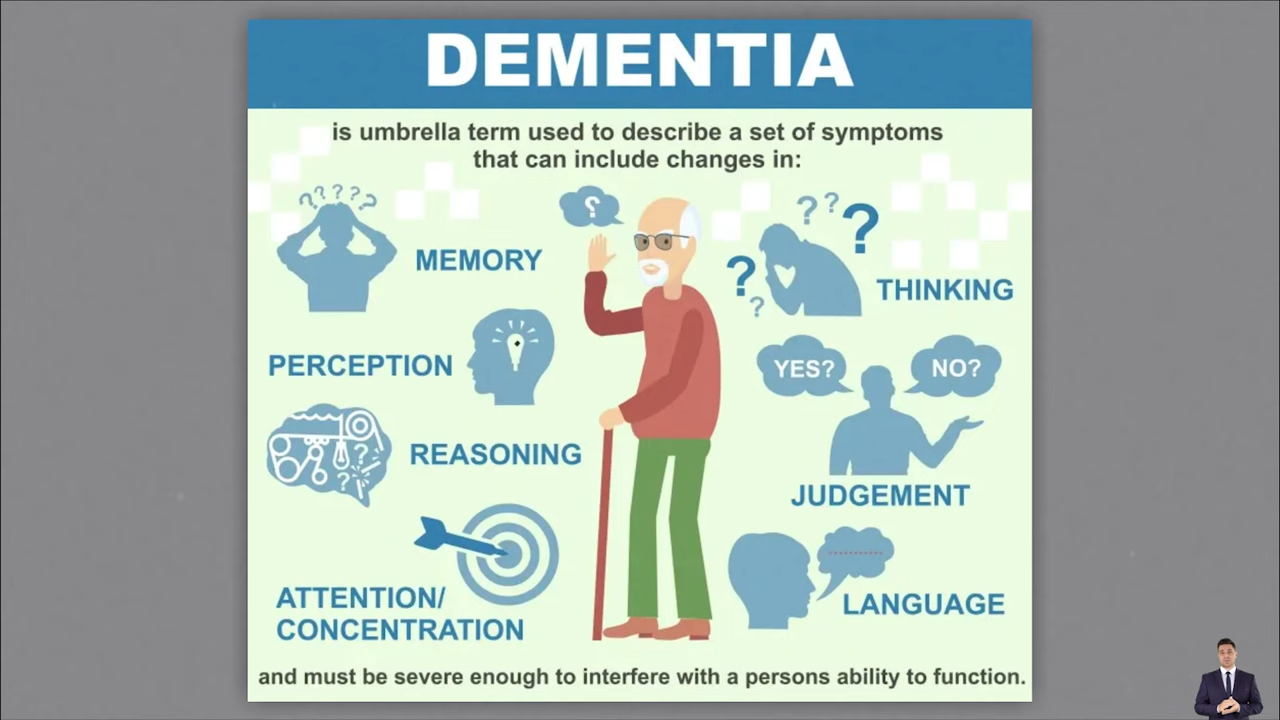 DEMENTIA
is umbrella term used to describe a set of symptoms
that can include changes in:
? ? ? ? ?
MEMORY
?
? ? ? ? ?
THINKING
PERCEPTION
YES?
NO?
? ?
REASONING
JUDGEMENT
ATTENTION/
CONCENTRATION
LANGUAGE
and must be severe enough to interfere with a persons ability to function.